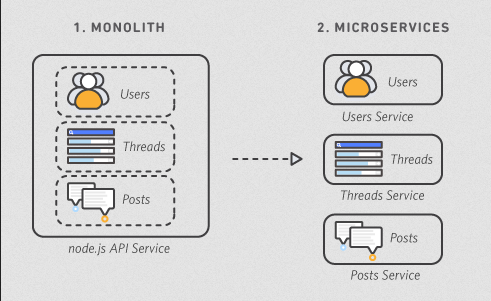 1. MONOLITH
Users
Threads
Posts
node.js API Service
2. MICROSERVICES
Users
Users Service
Threads
Threads Service
Posts
Posts Service